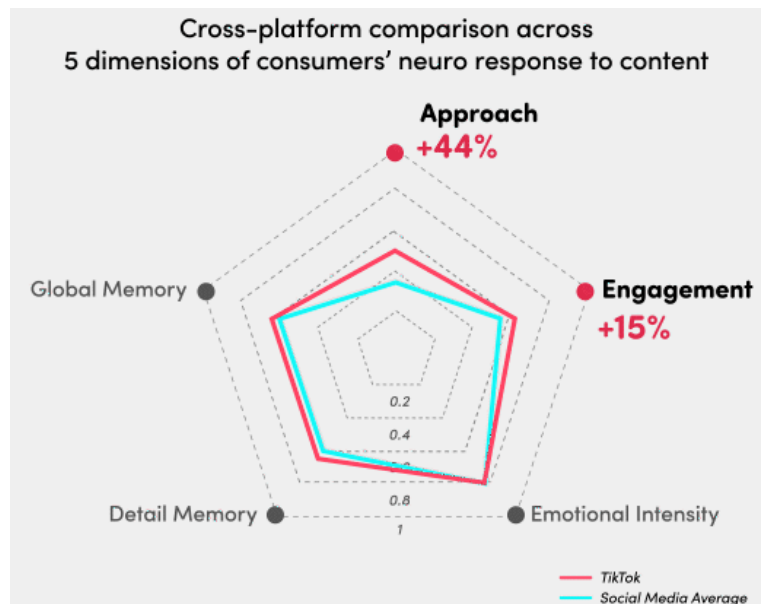 Cross-platform comparison across
5 dimensions of consumers' neuro response to content
Approach
+44%
Global Memory
Engagement
+15%
0.2
0.4
0.8
1
Detail Memory
Emotional Intensity
TikTok
Social Media Average